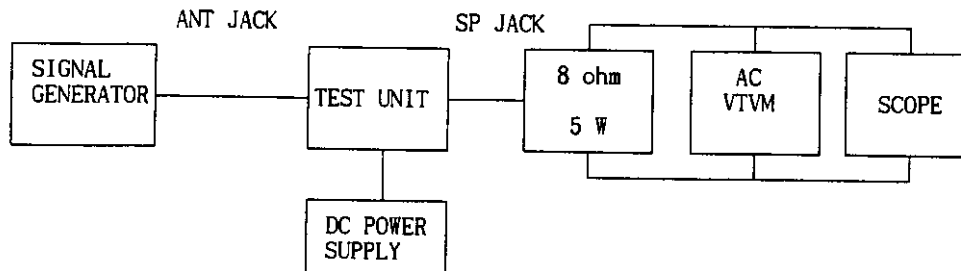 ANT JACK
SP JACK
SIGNAL
GENERATOR
TEST UNIT
8 ohm
5 W
AC
VTVM
SCOPE
DC POWER
SUPPLY